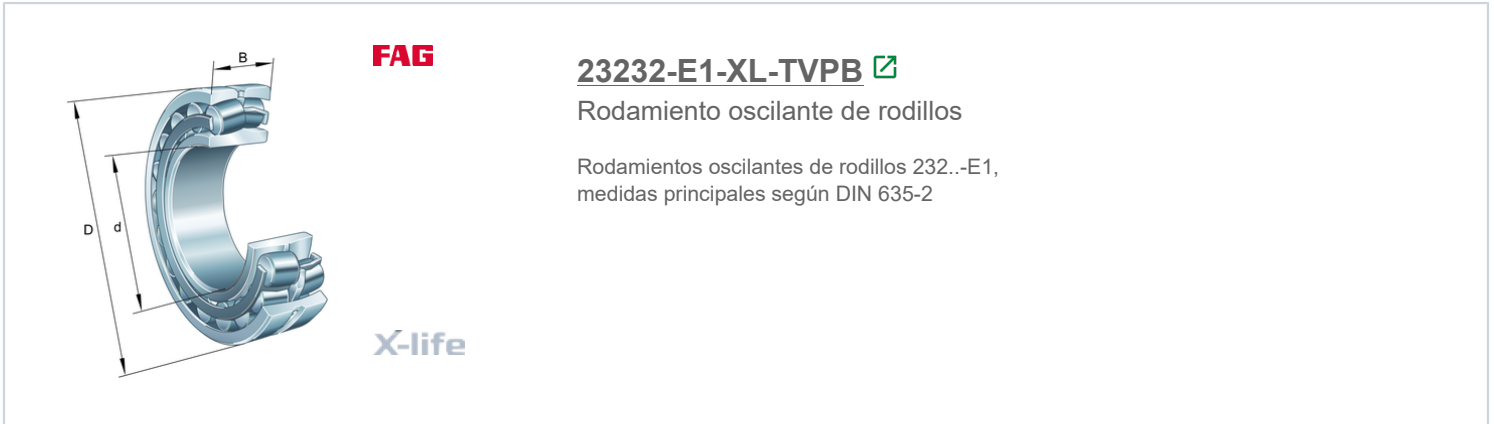 B
FAG
D
d
X-life
23232-E1-XL-TVPB
Rodamiento oscilante de rodillos
Rodamientos oscilantes de rodillos 232..-E1,
medidas principales según DIN 635-2